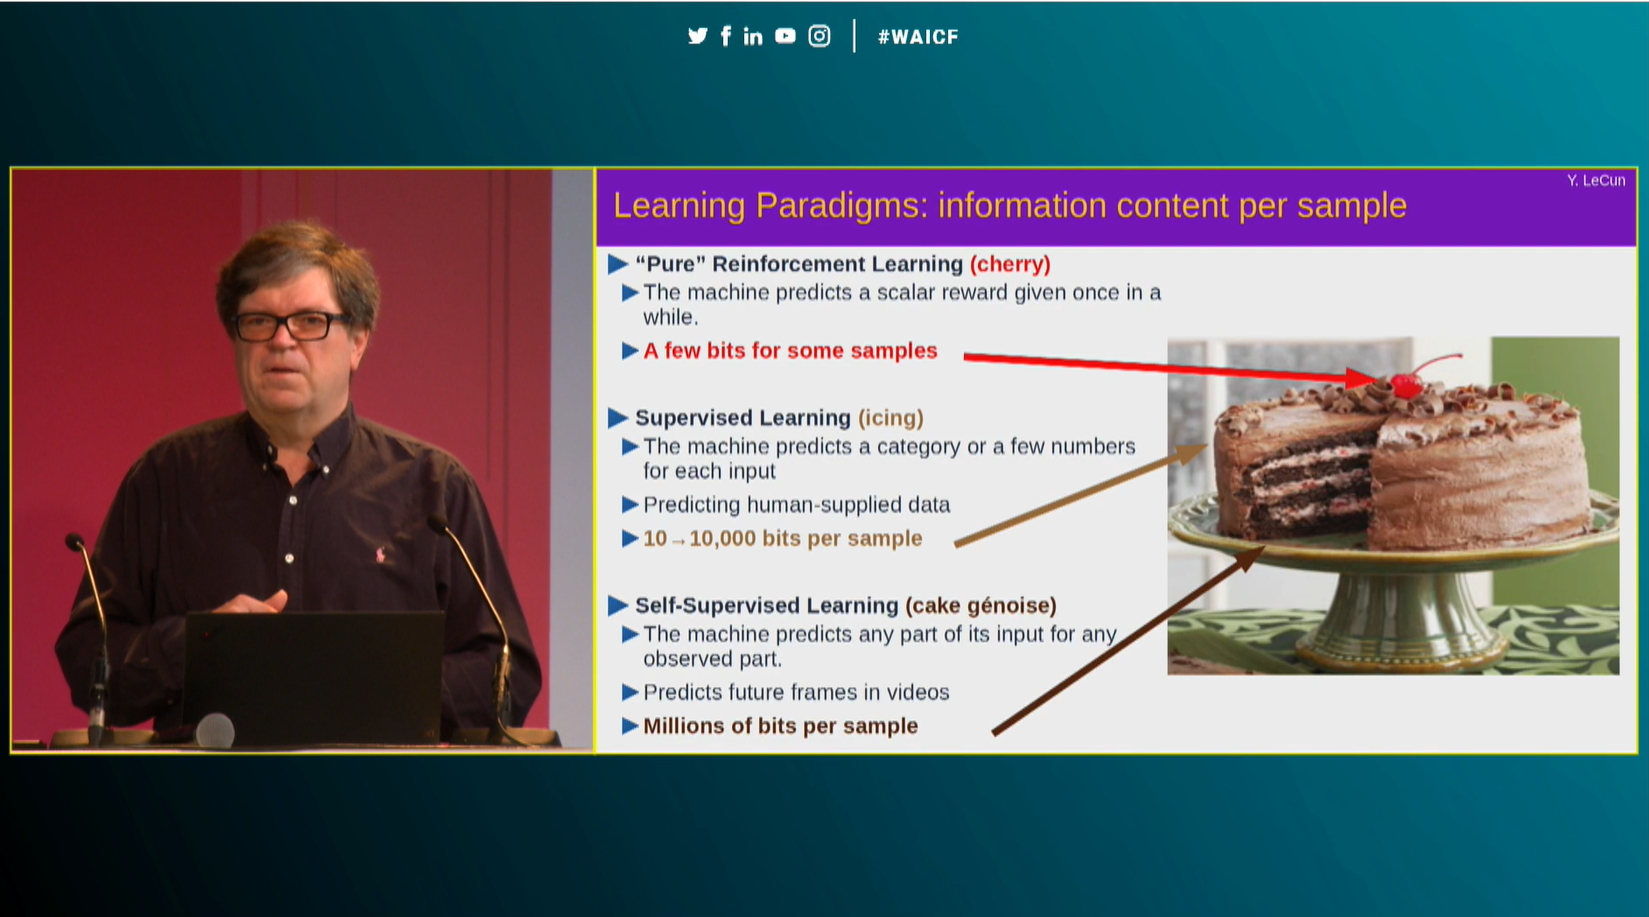 #WAICF
Y. LeCun
Learning Paradigms: information content per sample
“Pure” Reinforcement Learning (cherry)
The machine predicts a scalar reward given once in a
while.
A few bits for some samples
Supervised Learning (icing)
The machine predicts a category or a few numbers
for each input
Predicting human-supplied data
10→10,000 bits per sample
Self-Supervised Learning (cake génoise)
The machine predicts any part of its input for any
observed part.
Predicts future frames in videos
Millions of bits per sample